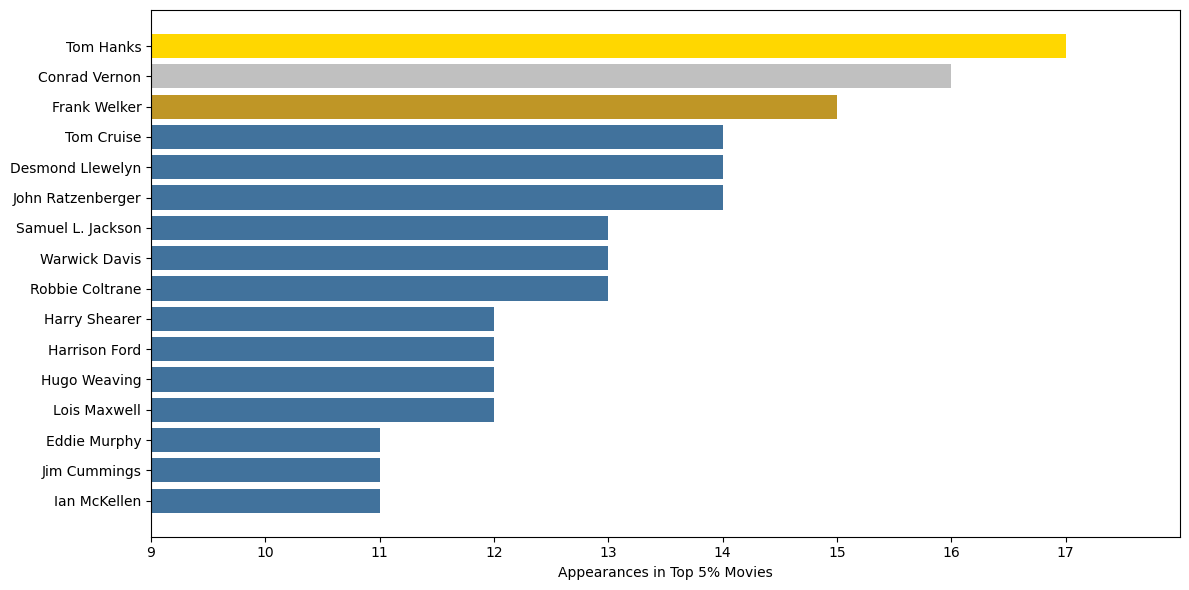 Tom Hanks
Conrad Vernon
Frank Welker
Tom Cruise
Desmond Llewelyn
John Ratzenberger
Samuel L. Jackson
Warwick Davis
Robbie Coltrane
Harry Shearer
Harrison Ford
Hugo Weaving
Lois Maxwell
Eddie Murphy
Jim Cummings
Ian McKellen
9 10 11 12 13 14 15 16 17
Appearances in Top 5% Movies